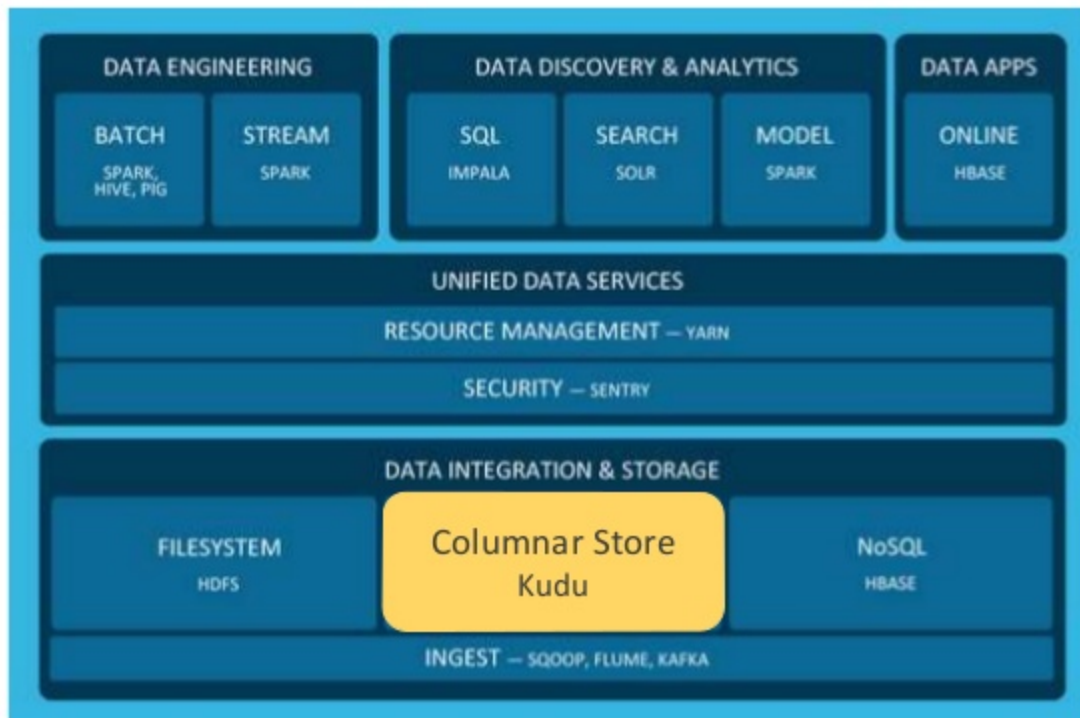 DATA ENGINEERING
BATCH
SPARK,
HIVE, PIG
STREAM
SPARK
DATA DISCOVERY & ANALYTICS
SQL
IMPALA
SEARCH
SOLR
MODEL
SPARK
DATA APPS
ONLINE
HBASE
UNIFIED DATA SERVICES
RESOURCE MANAGEMENT — YARN
SECURITY — SENTRY
DATA INTEGRATION & STORAGE
FILESYSTEM
HDFS
Columnar Store
Kudu
NoSQL
HBASE
INGEST — SQOOP, FLUME, KAFKA